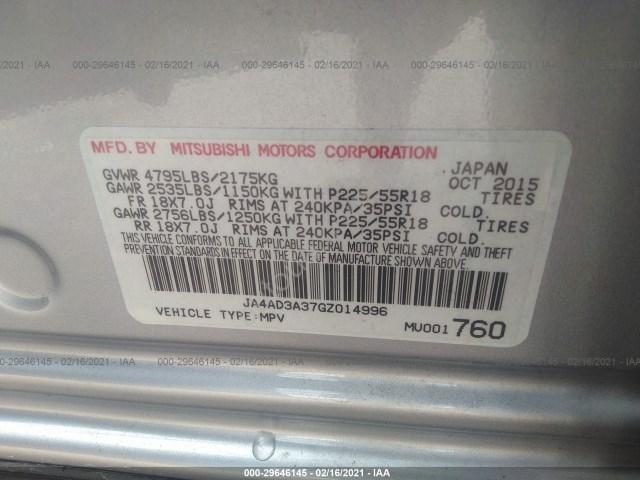 000-29646145 - 02/16/2021 - IAA
MFD. BY MITSUBISHI MOTORS CORPORATION
GVWR 4795LBS/2175KG JAPAN
GAWR 2535LBS/1150KG WITH P225/55R18 OCT 2015
FR 18X7.0J RIMS AT 240KPA/35PSI COLD. TIRES
GAWR 2756LBS/1250KG WITH P225/55R18 TIRES
RR 18X7.0J RIMS AT 240KPA/35PSI COLD.
THIS VEHICLE CONFORMS TO ALL APPLICABLE FEDERAL MOTOR VEHICLE SAFETY AND THEFT
PREVENTION STANDARDS IN EFFECT ON THE DATE OF MANUFACTURE SHOWN ABOVE.
JA4AD3A37GZ014996
VEHICLE TYPE:MPV MU001760
000-29646145 - 02/16/2021 - IAA